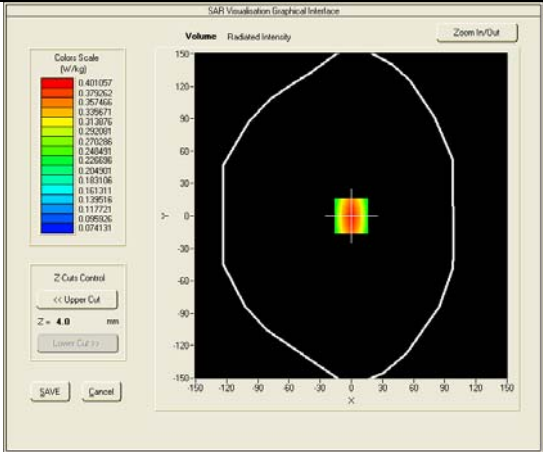 SAR Visualisation Graphical Interface
Volume Radiated Intensity
Zoom In/Out
Colors Scale
(W/kg)
0.401057
0.379262
0.357466
0.335671
0.313876
0.292081
0.270286
0.248491
0.226696
0.204901
0.183106
0.161311
0.139516
0.117721
0.095926
0.074131
Z-Cuts Control
<< Upper Cut
Z = 4.0 mm
Lower Cut >>
SAVE Cancel
150
120
90
60
30
0
-30
-60
-90
-120
-150
Y
-150 -120 -90 -60 -30 0 30 60 90 120 150
X